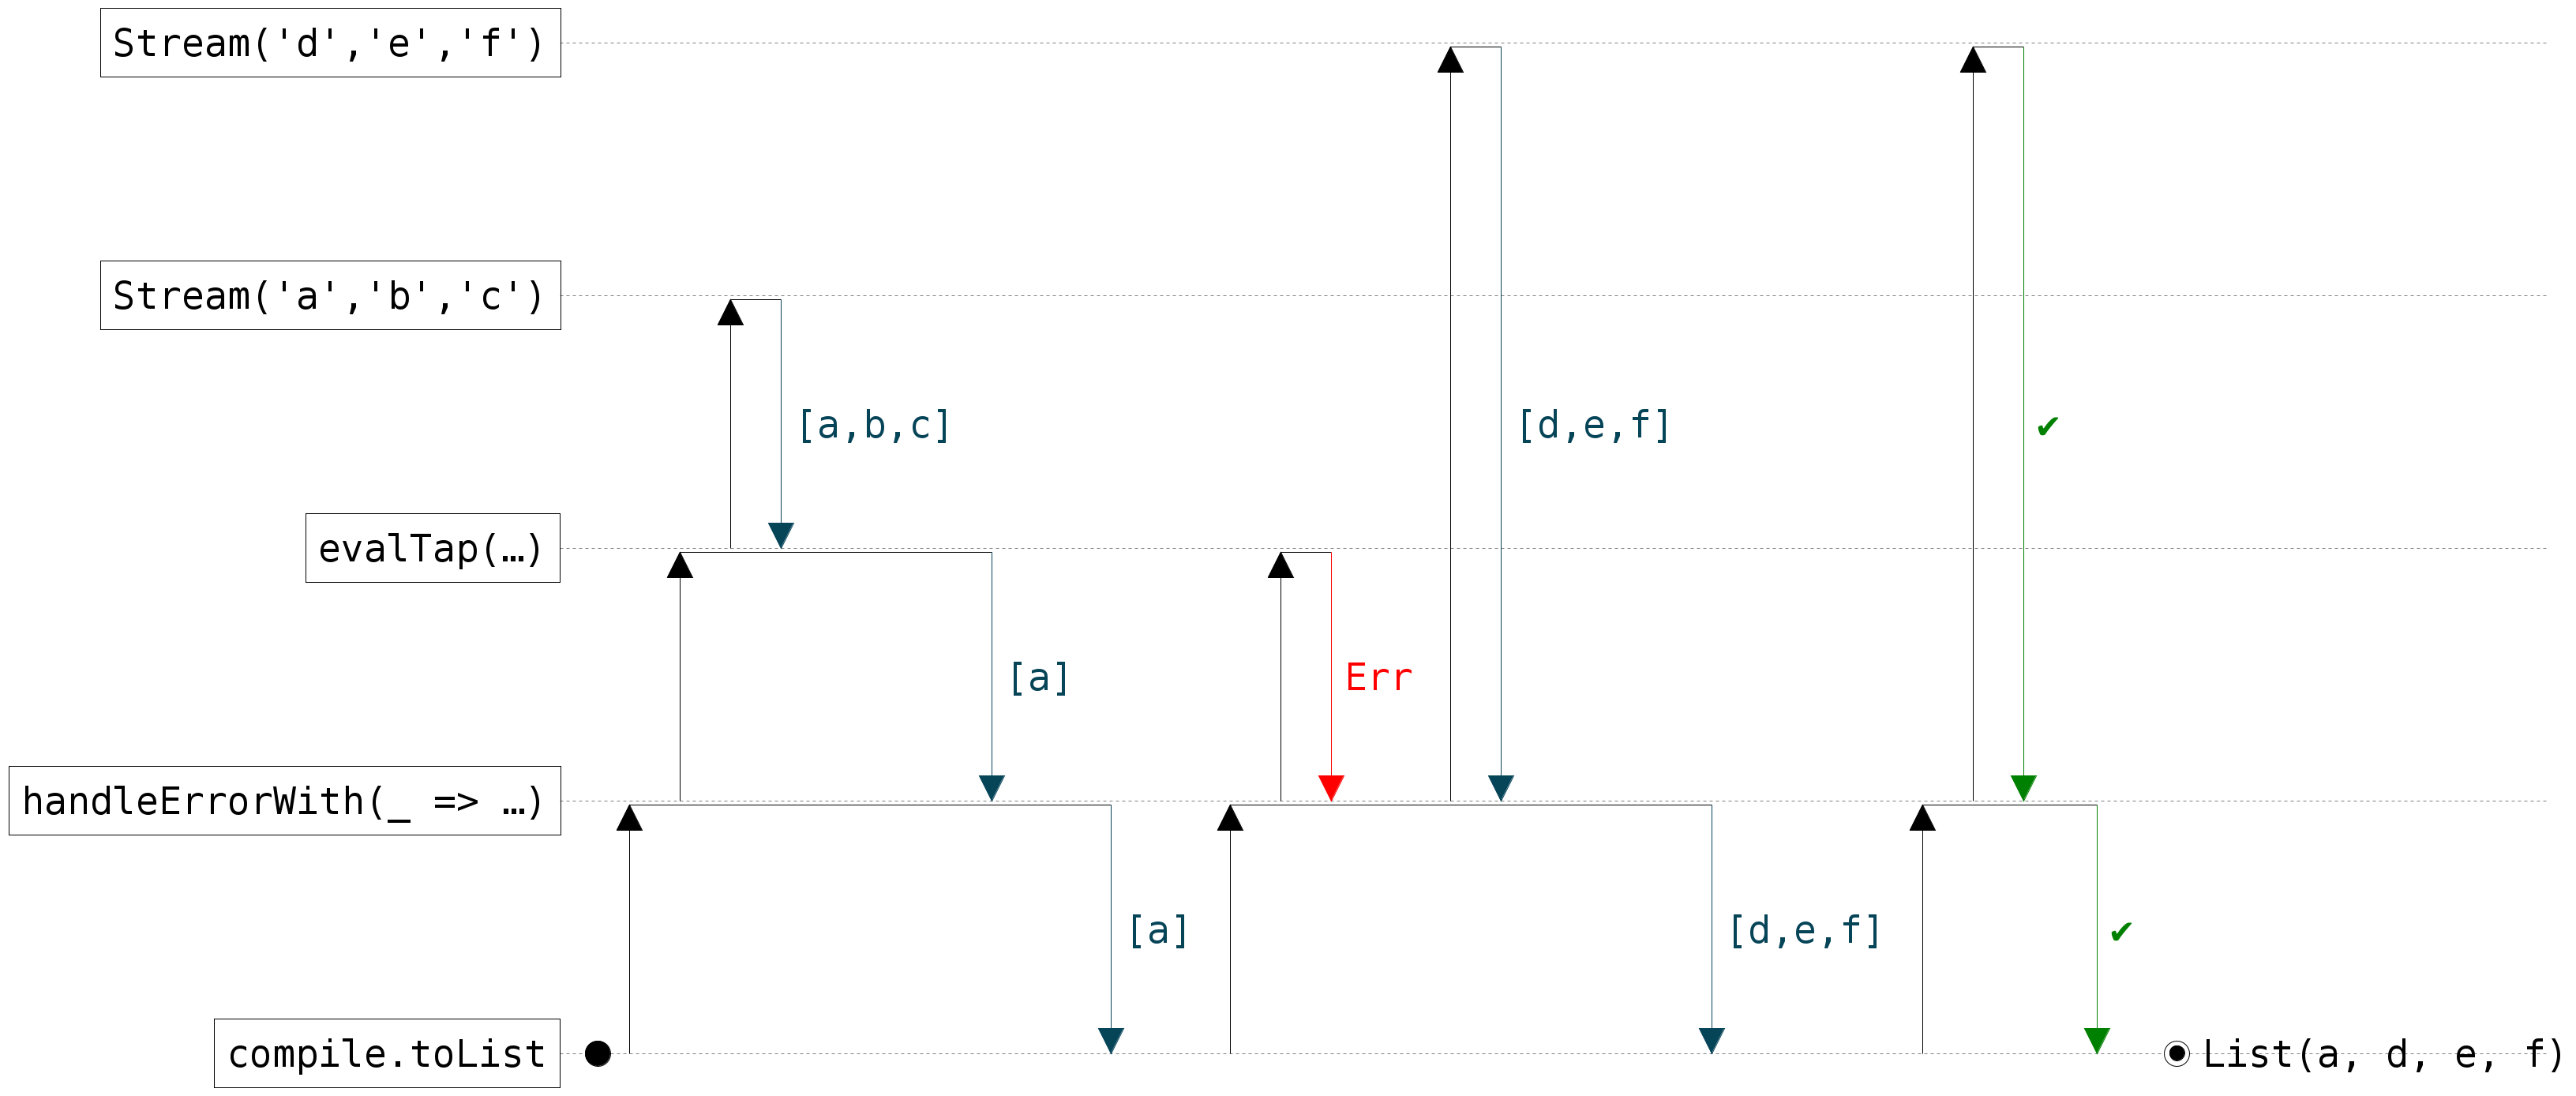 Stream('d','e','f')
Stream('a','b','c')
[a,b,c]
[d,e,f]
✔
evalTap(…)
[a]
Err
handleErrorWith(_ => …)
[a]
[d,e,f]
✔
compile.toList
List(a, d, e, f)